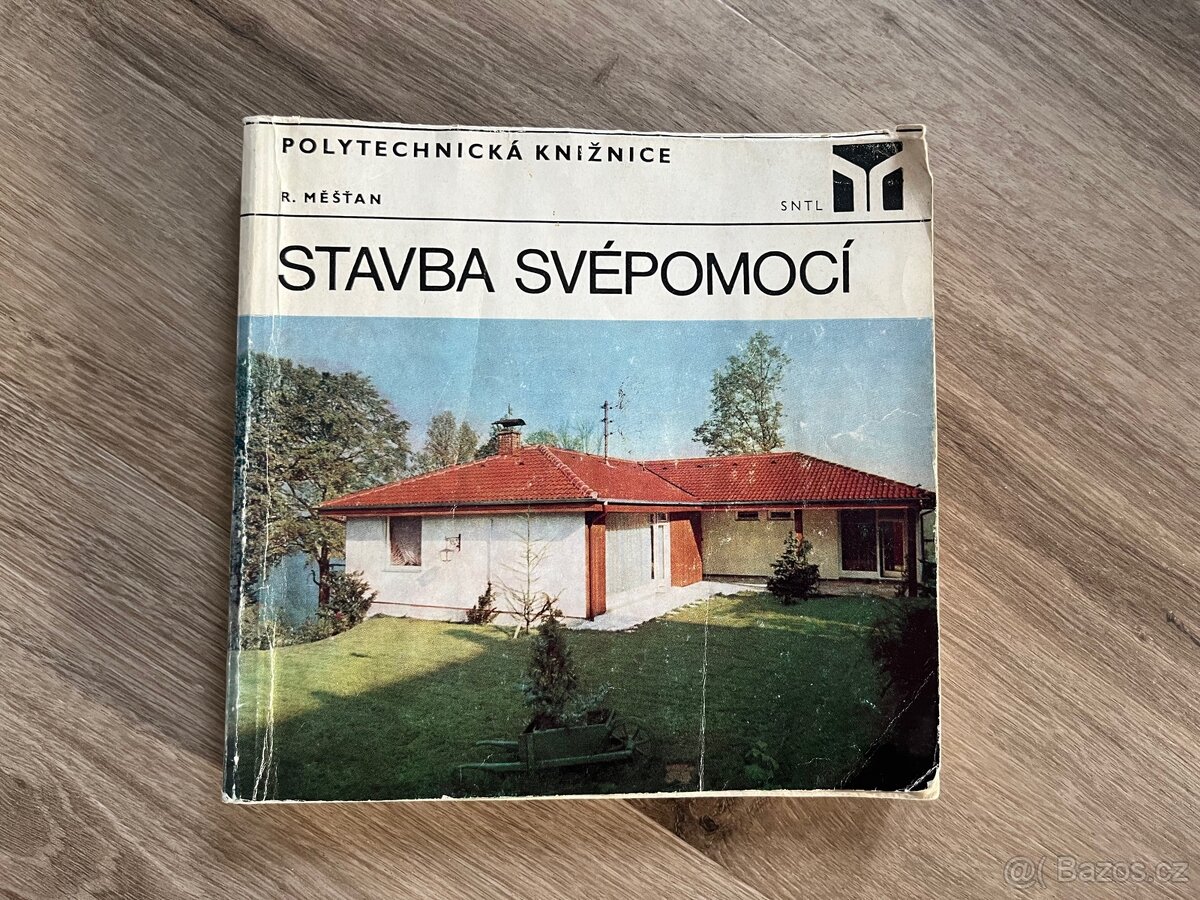 POLYTECHNICKÁ KNIŽNICE
R. MĚŠŤAN
SNTL
STAVBA SVÉPOMOCÍ
@( Bazos.cz